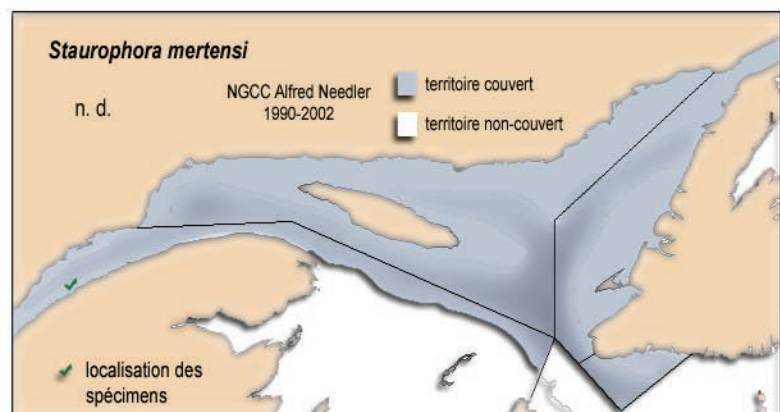 Staurophora mertensi
n. d.
NGCC Alfred Needler
1990-2002
territoire couvert
territoire non-couvert
localisation des
spécimens